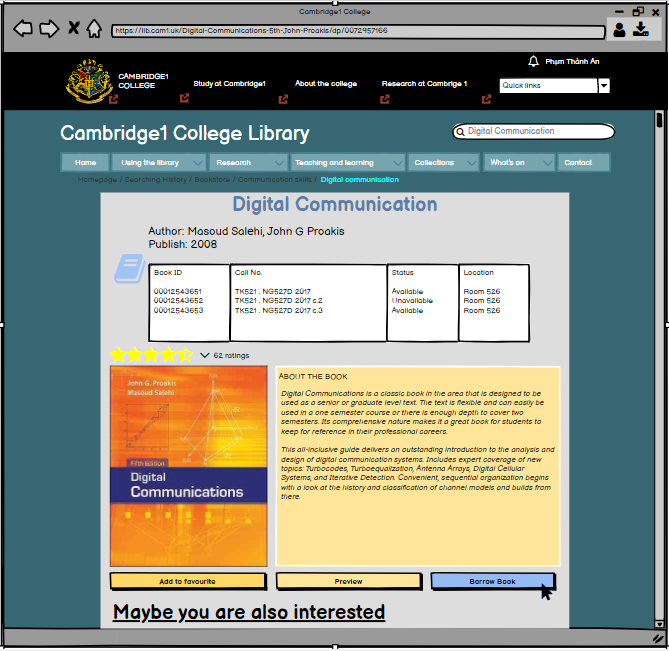 Cambridge1 College
https://lib.cam1.uk/Digital-Communications-5th-John-Proakis/dp/0072957166
CAMBRIDGE1
COLLEGE
Study at Cambridge1
About the college
Research at Cambrige 1
Phạm Thành An
Quick links
Cambridge1 College Library
Digital Communication
Home
Using the library
Research
Teaching and learning
Collections
What's on
Contact
Homepage / Searching History / Bookstore / Communication skills / Digital communication
Digital Communication
Author: Masoud Salehi, John G Proakis
Publish: 2008
Book ID Call No. Status Location
00012543651 TK521 . NG527D 2017 Available Room 526
00012543652 TK521 . NG527D 2017 c.2 Unavailable Room 526
00012543653 TK521 . NG527D 2017 c.3 Available Room 526
62 ratings
John G. Proakis
Masoud Salehi
Fifth Edition
Digital
Communications
ABOUT THE BOOK
Digital Communications is a classic book in the area that is designed to be
used as a senior or graduate level text. The text is flexible and can easily be
used in a one semester course or there is enough depth to cover two
semesters. Its comprehensive nature makes it a great book for students to
keep for reference in their professional careers.
This all-inclusive guide delivers an outstanding introduction to the analysis and
design of digital communication systems. Includes expert coverage of new
topics: Turbocodes, Turboequalization, Antenna Arrays, Digital Cellular
Systems, and Iterative Detection. Convenient, sequential organization begins
with a look at the history and classification of channel models and builds from
there.
Add to favourite
Preview
Borrow Book
Maybe you are also interested